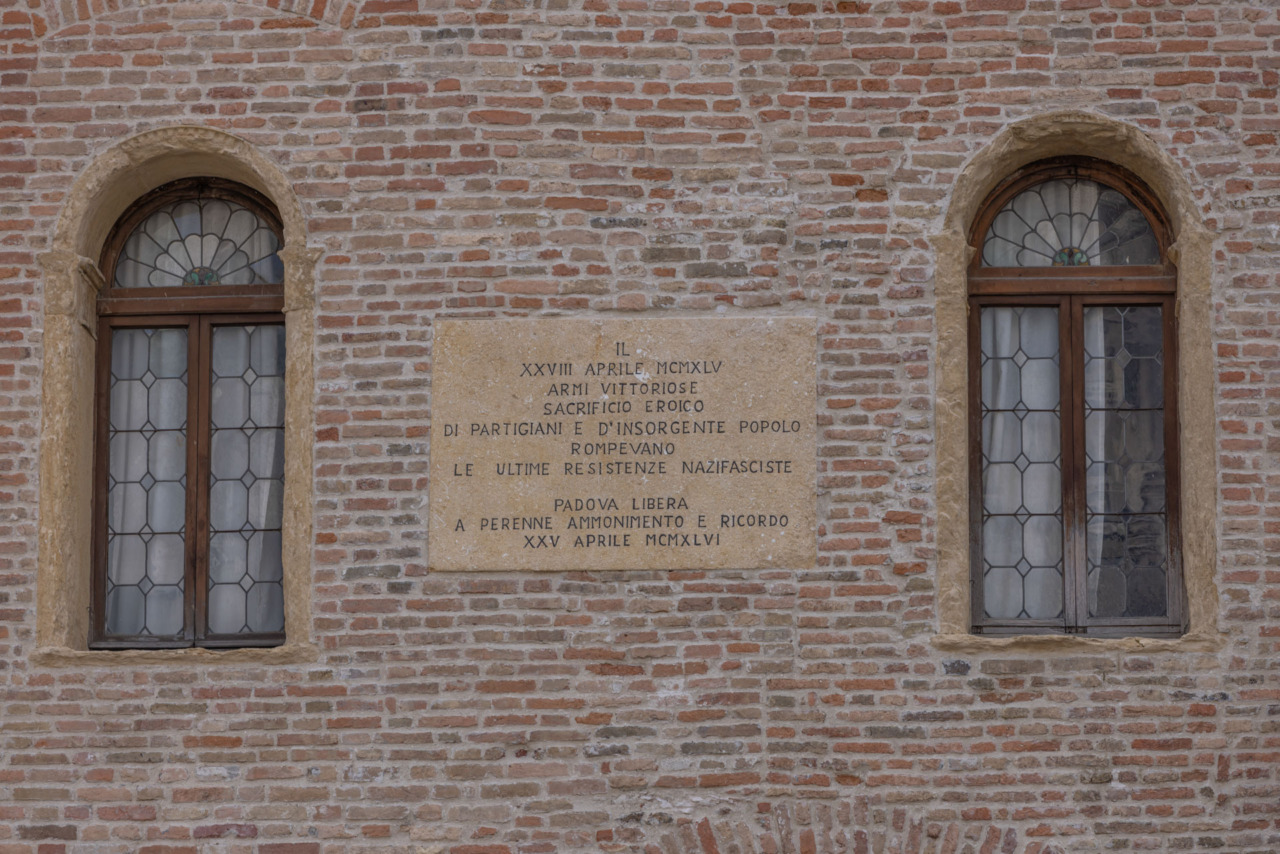 IL
XXVIII APRILE MCMXLV
ARMI VITTORIOSE
SACRIFICIO EROICO
DI PARTIGIANI E D'INSORGENTE POPOLO
ROMPEVANO
LE ULTIME RESISTENZE NAZIFASCISTE
PADOVA LIBERA
A PERENNE AMMONIMENTO E RICORDO
XXV APRILE MCMXLVI